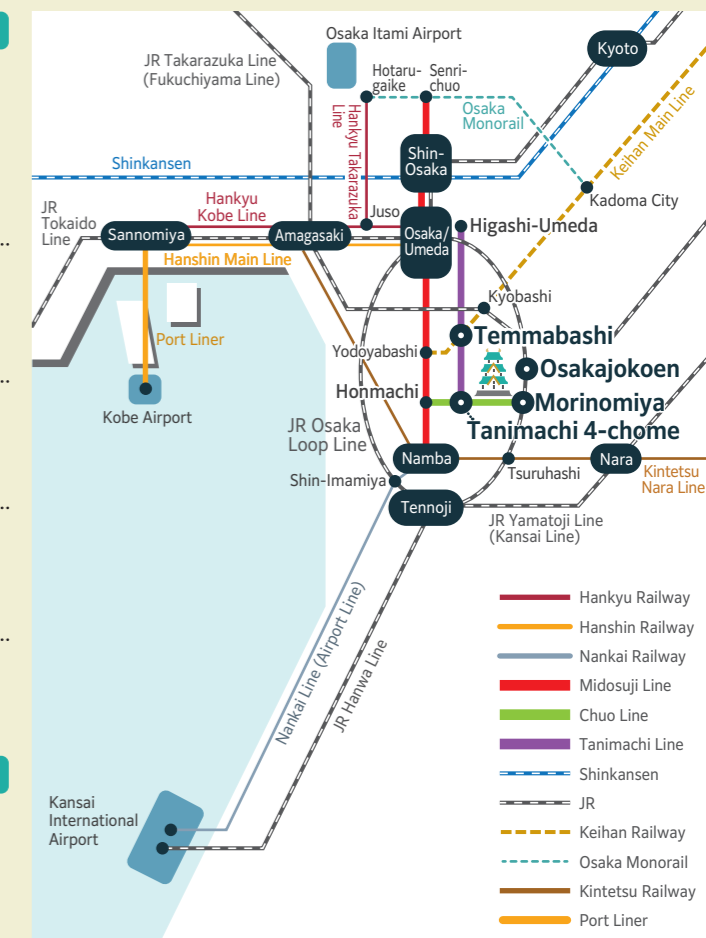 Osaka Itami Airport
Kyoto
JR Takarazuka Line
(Fukuchiyama Line)
Hotaru-
gaike
Senri-
chuo
Hankyu Takarazuka
Line
Osaka
Monorail
Keihan Main Line
Shinkansen
Shin-
Osaka
Kadoma City
JR
Tokaido
Line
Hankyu
Kobe Line
Juso
Sannomiya
Amagasaki
Osaka/
Umeda
Higashi-Umeda
Hanshin Main Line
Kyobashi
Port Liner
Temmabashi
Yodoyabashi
Osakajokoen
Kobe Airport
Honmachi
Morinomiya
Tanimachi 4-chome
JR Osaka
Loop Line
Namba
Nara
Shin-Imamiya
Tsuruhashi
Kintetsu
Nara Line
Tennoji
JR Yamatoji Line
(Kansai Line)
Nankai Line (Airport Line)
JR Hanwa Line
Kansai
International
Airport
Hankyu Railway
Hanshin Railway
Nankai Railway
Midosuji Line
Chuo Line
Tanimachi Line
Shinkansen
JR
Keihan Railway
Osaka Monorail
Kintetsu Railway
Port Liner